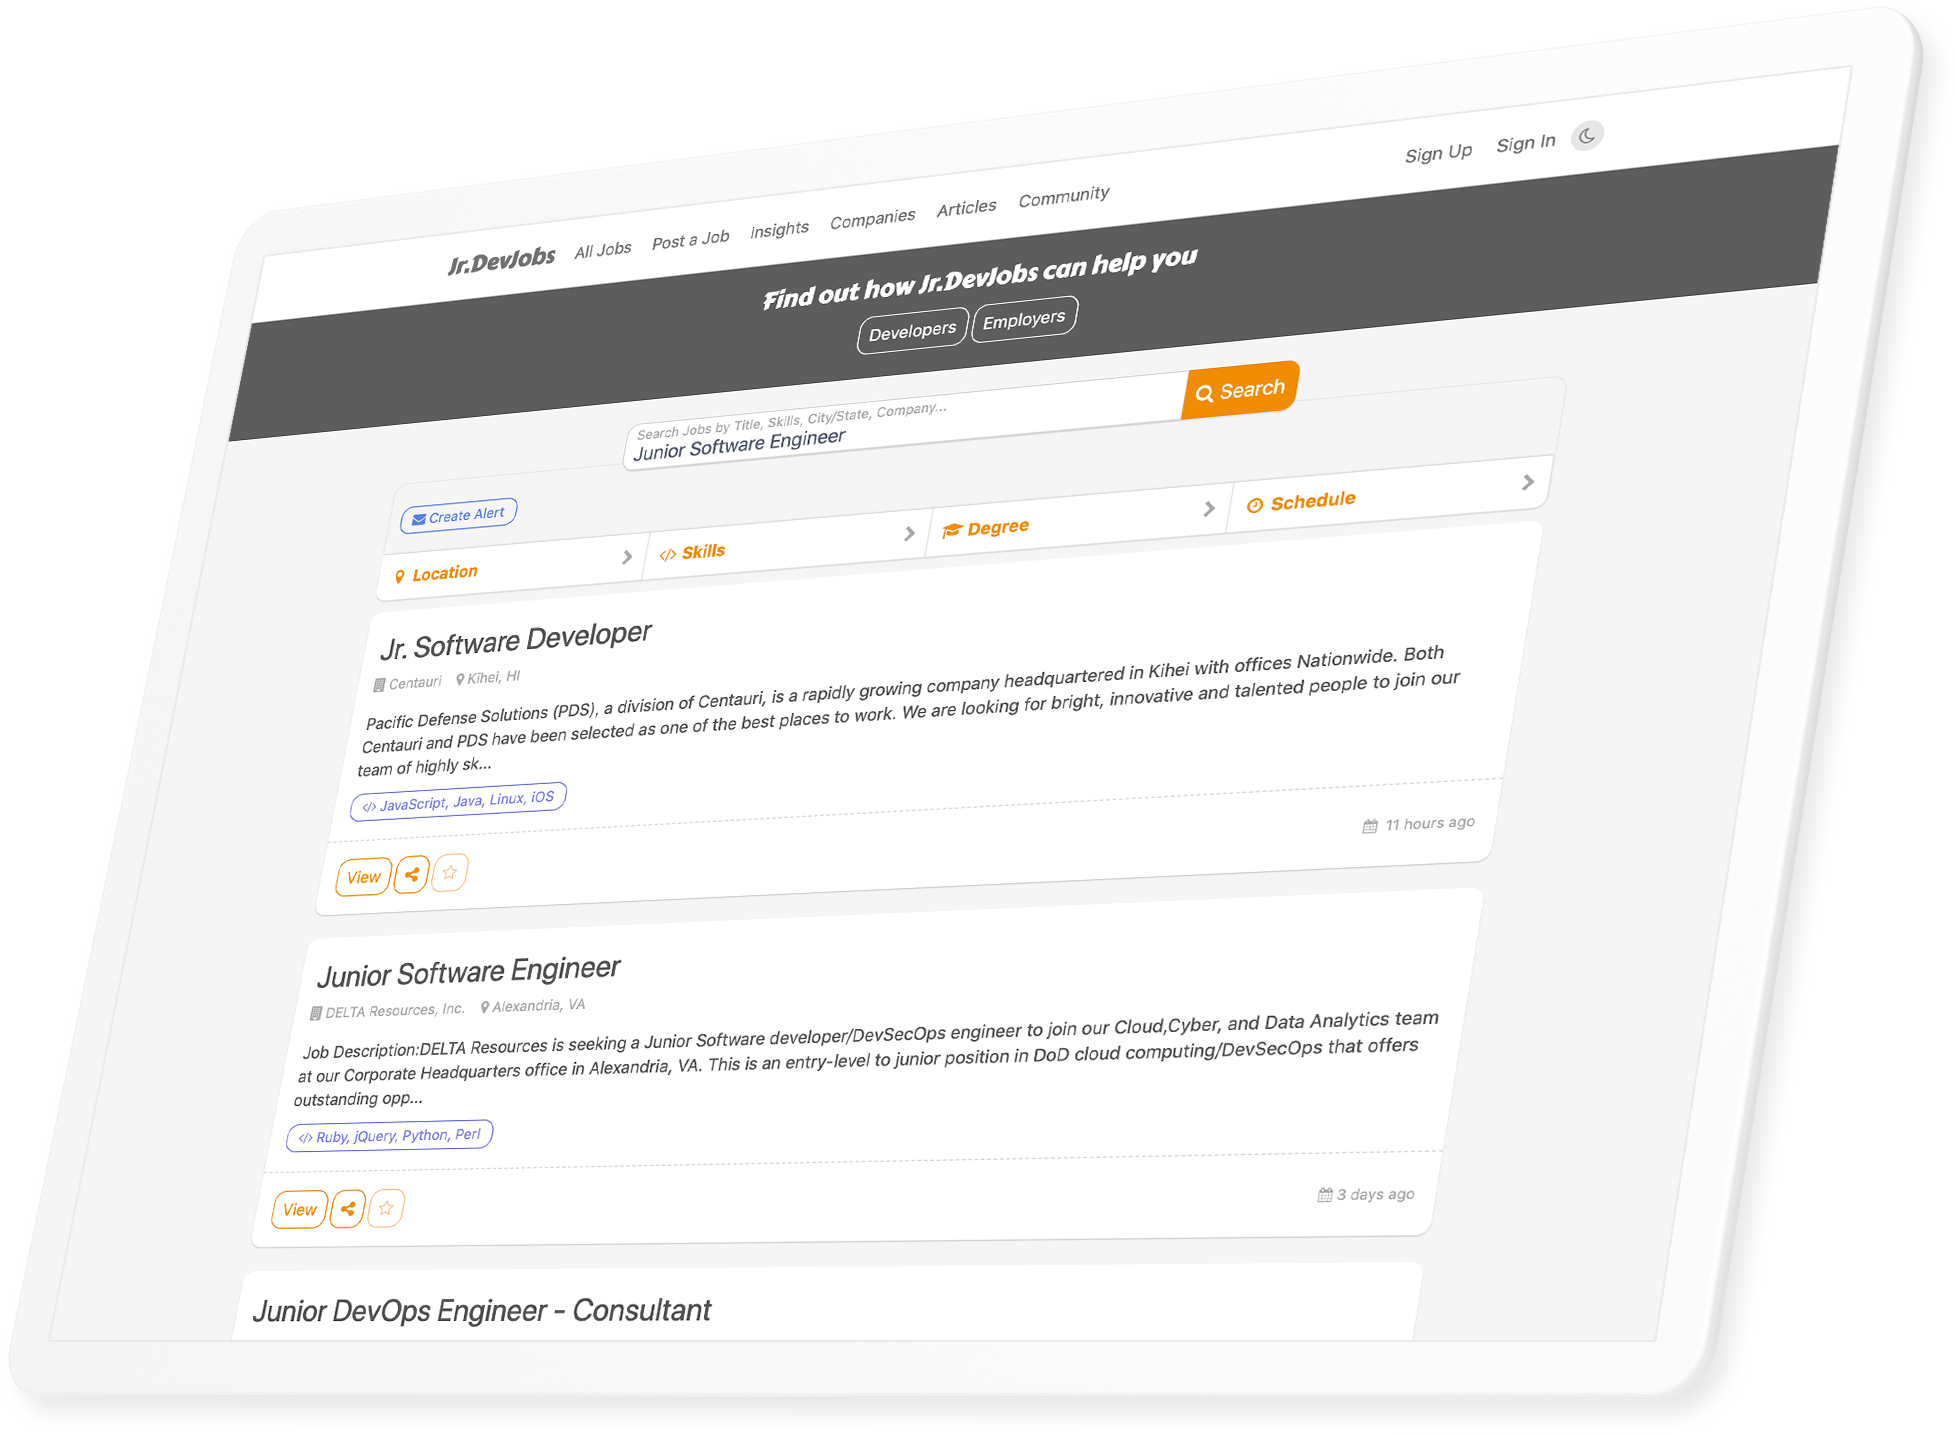 Jr.DevJobs All Jobs Post a Job Insights Companies Articles Community Sign Up Sign In
Find out how Jr.DevJobs can help you
Developers Employers
Search Jobs by Title, Skills, City/State, Company...
Junior Software Engineer
Search
Create Alert
Location Skills Degree Schedule
Jr. Software Developer
Centauri Kīhei, HI
Pacific Defense Solutions (PDS), a division of Centauri, is a rapidly growing company headquartered in Kihei with offices Nationwide. Both
Centauri and PDS have been selected as one of the best places to work. We are looking for bright, innovative and talented people to join our
team of highly sk...
</> JavaScript, Java, Linux, iOS
11 hours ago
View
Junior Software Engineer
DELTA Resources, Inc. Alexandria, VA
Job Description:DELTA Resources is seeking a Junior Software developer/DevSecOps engineer to join our Cloud,Cyber, and Data Analytics team
at our Corporate Headquarters office in Alexandria, VA. This is an entry-level to junior position in DoD cloud computing/DevSecOps that offers
outstanding opp...
</> Ruby, jQuery, Python, Perl
3 days ago
View
Junior DevOps Engineer - Consultant